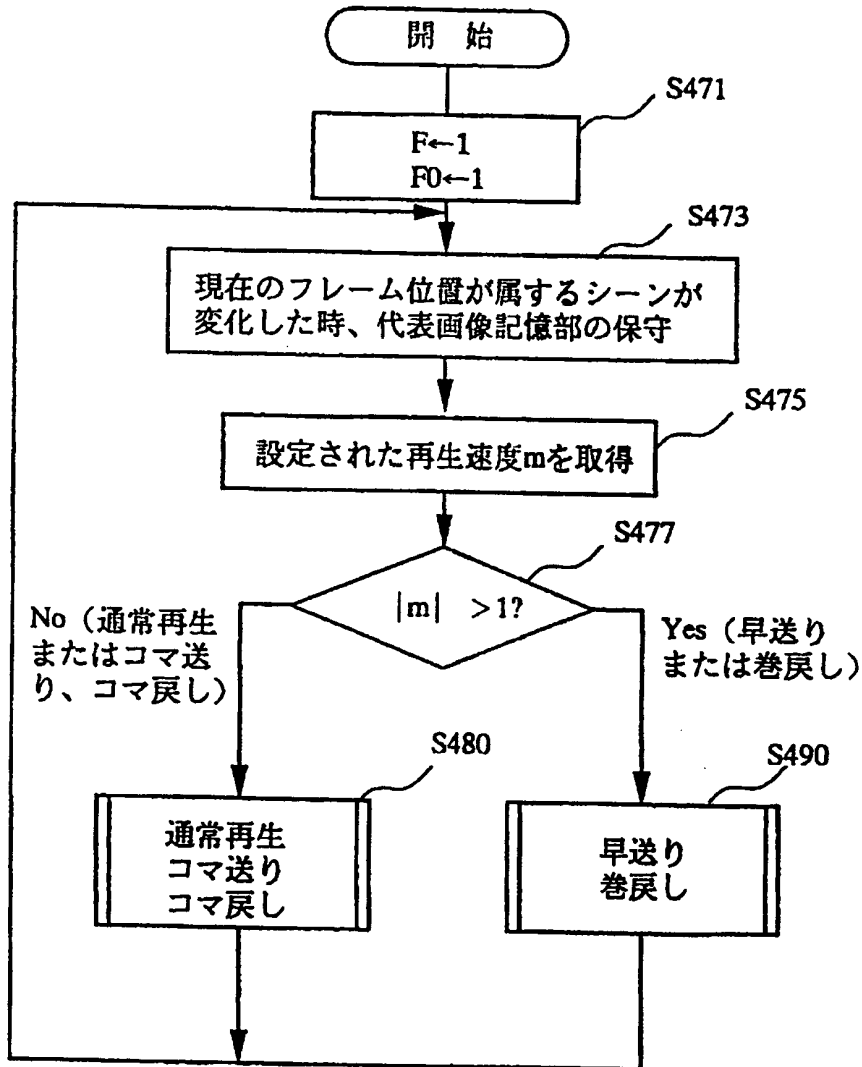 開 始
S471
F←1
F0←1
S473
現在のフレーム位置が属するシーンが
変化した時、代表画像記憶部の保守
S475
設定された再生速度mを取得
S477
|m| >1?
No（通常再生
またはコマ送
り、コマ戻し）
Yes（早送り
または巻戻し）
S480
通常再生
コマ送り
コマ戻し
S490
早送り
巻戻し